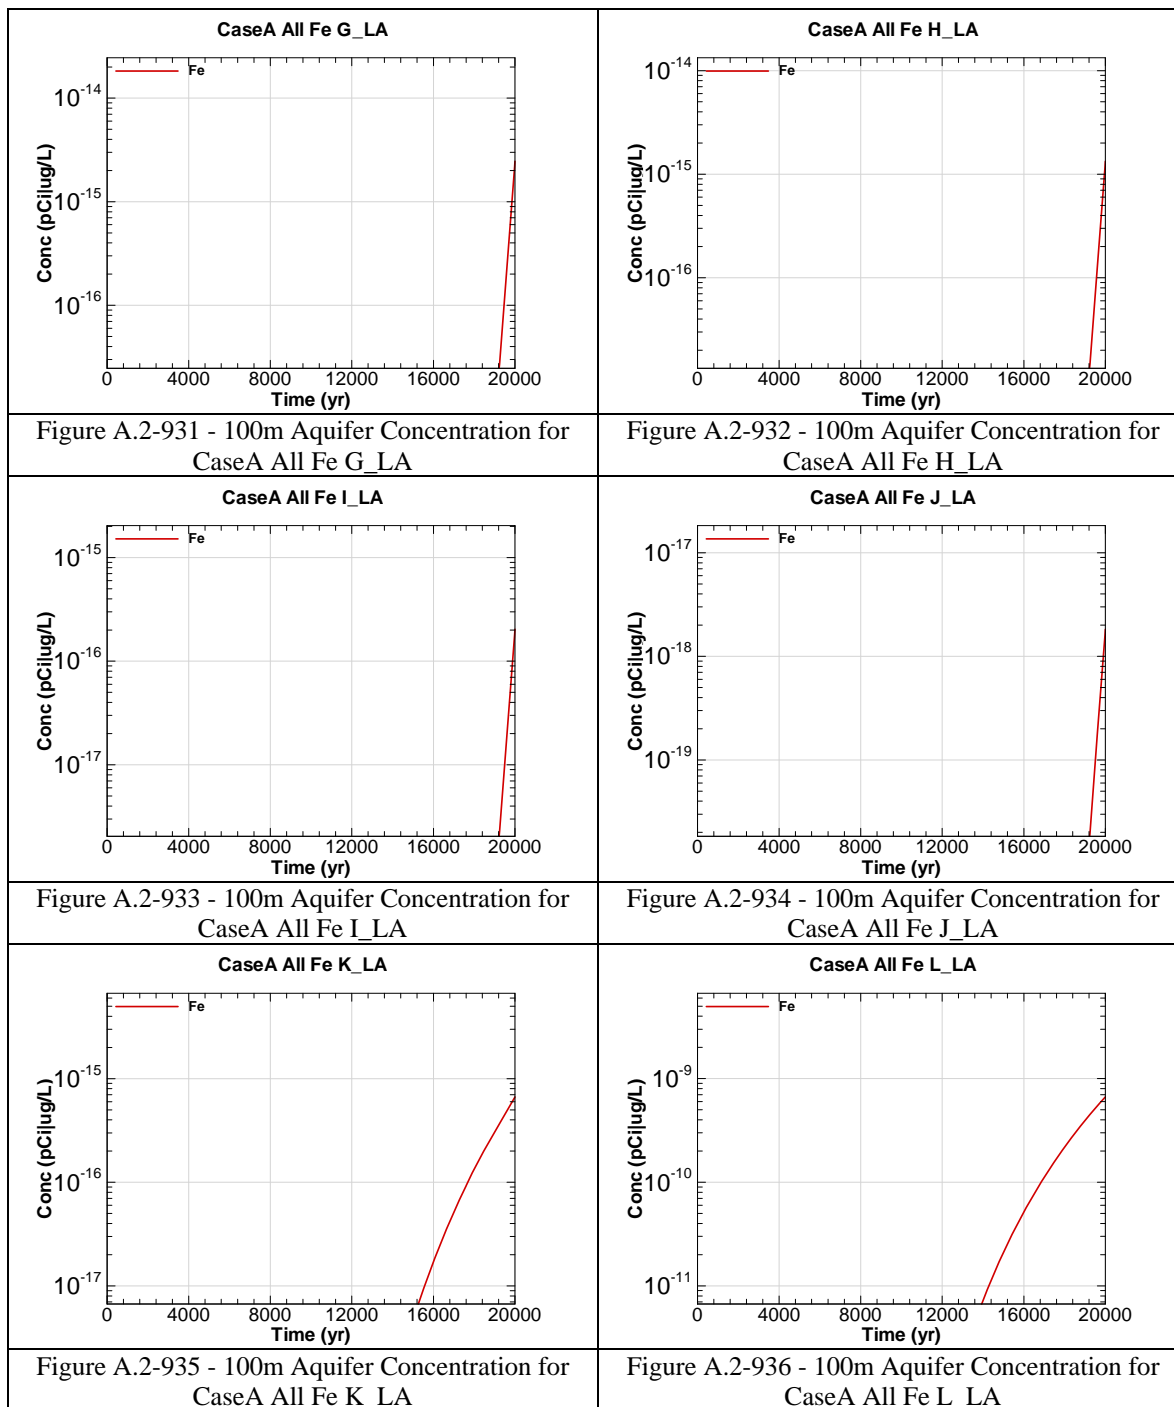 CaseA All Fe G_LA
Fe
10-14
10-15
10-16
Conc (pCi|ug/L)
0 4000 8000 12000 16000 20000
Time (yr)
Figure A.2-931 - 100m Aquifer Concentration for
CaseA All Fe G_LA
CaseA All Fe H_LA
Fe
10-14
10-15
10-16
Conc (pCi|ug/L)
0 4000 8000 12000 16000 20000
Time (yr)
Figure A.2-932 - 100m Aquifer Concentration for
CaseA All Fe H_LA
CaseA All Fe I_LA
Fe
10-15
10-16
10-17
Conc (pCi|ug/L)
0 4000 8000 12000 16000 20000
Time (yr)
Figure A.2-933 - 100m Aquifer Concentration for
CaseA All Fe I_LA
CaseA All Fe J_LA
Fe
10-17
10-18
10-19
Conc (pCi|ug/L)
0 4000 8000 12000 16000 20000
Time (yr)
Figure A.2-934 - 100m Aquifer Concentration for
CaseA All Fe J_LA
CaseA All Fe K_LA
Fe
10-15
10-16
10-17
Conc (pCi|ug/L)
0 4000 8000 12000 16000 20000
Time (yr)
Figure A.2-935 - 100m Aquifer Concentration for
CaseA All Fe K_LA
CaseA All Fe L_LA
Fe
10-9
10-10
10-11
Conc (pCi|ug/L)
0 4000 8000 12000 16000 20000
Time (yr)
Figure A.2-936 - 100m Aquifer Concentration for
CaseA All Fe L_LA